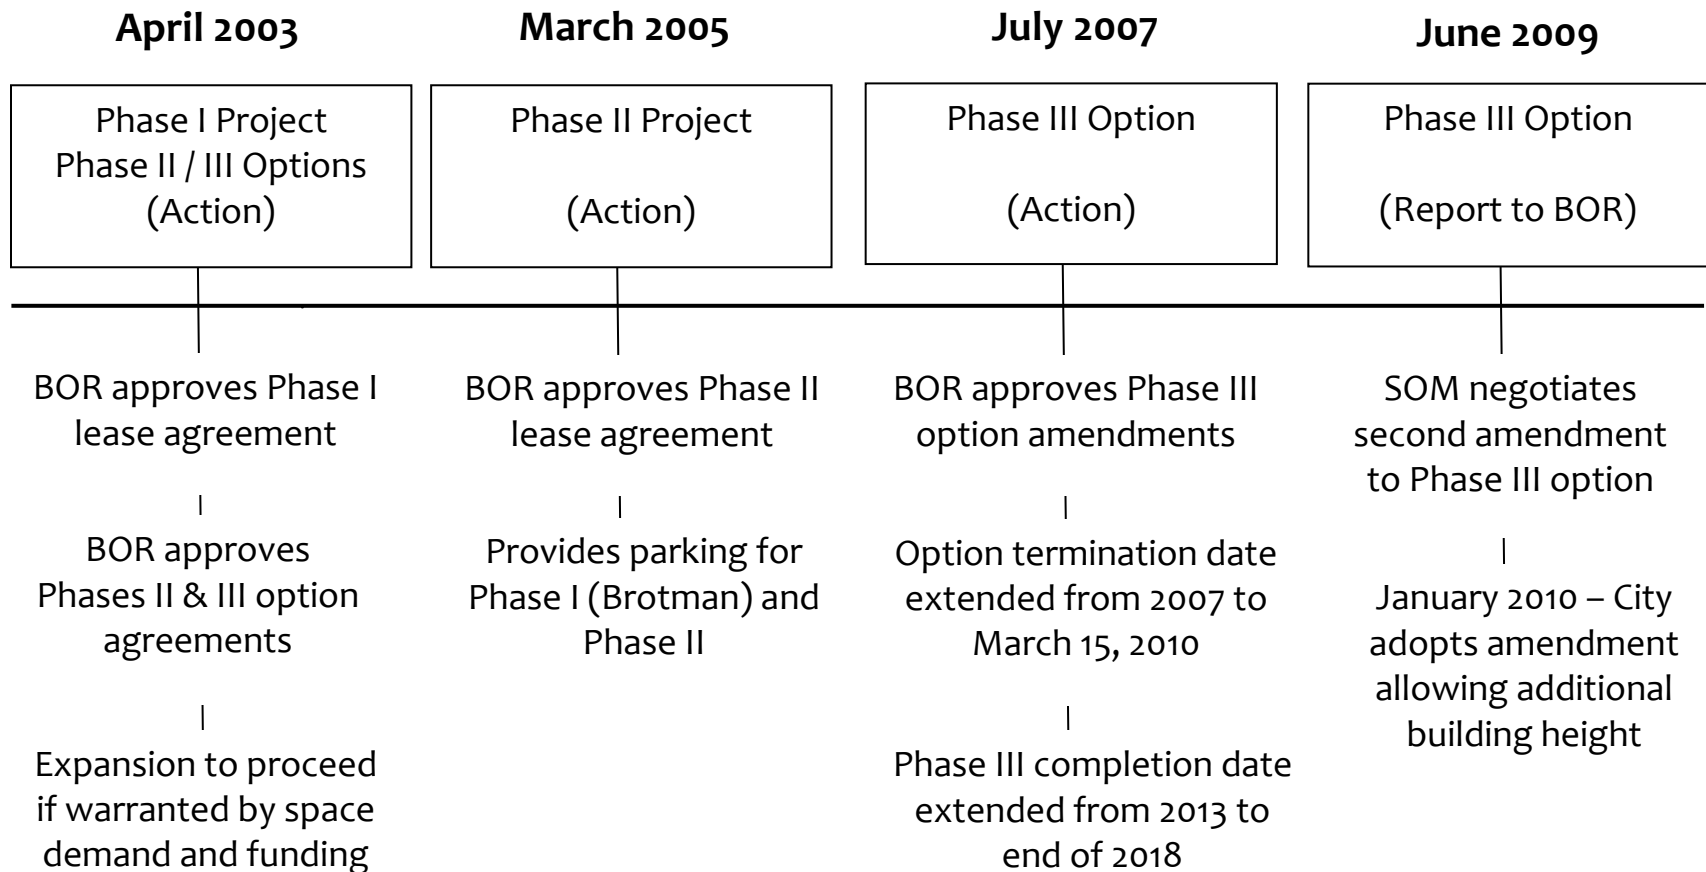 April 2003
Phase I Project
Phase II / III Options
(Action)
BOR approves Phase I
lease agreement
BOR approves
Phases II & III option
agreements
Expansion to proceed
if warranted by space
demand and funding
March 2005
Phase II Project
(Action)
BOR approves Phase II
lease agreement
Provides parking for
Phase I (Brotman) and
Phase II
July 2007
Phase III Option
(Action)
BOR approves Phase III
option amendments
Option termination date
extended from 2007 to
March 15, 2010
Phase III completion date
extended from 2013 to
end of 2018
June 2009
Phase III Option
(Report to BOR)
SOM negotiates
second amendment
to Phase III option
January 2010 – City
adopts amendment
allowing additional
building height